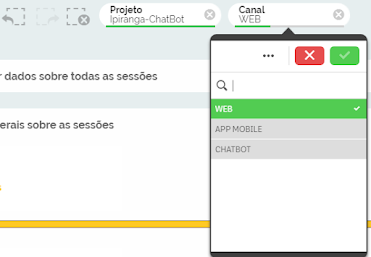 Projeto
Ipiranga-ChatBot
Canal
WEB
r dados sobre todas as sessões
WEB
erais sobre as sessões
APP MOBILE
CHATBOT